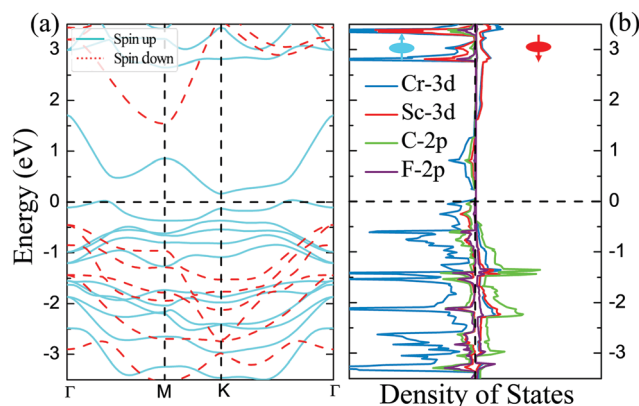 (a)
Spin up
Spin down
Energy (eV)
3
2
1
0
-1
-2
-3
Γ M K Γ
(b)
Cr-3d
Sc-3d
C-2p
F-2p
3
2
1
0
-1
-2
-3
Density of States